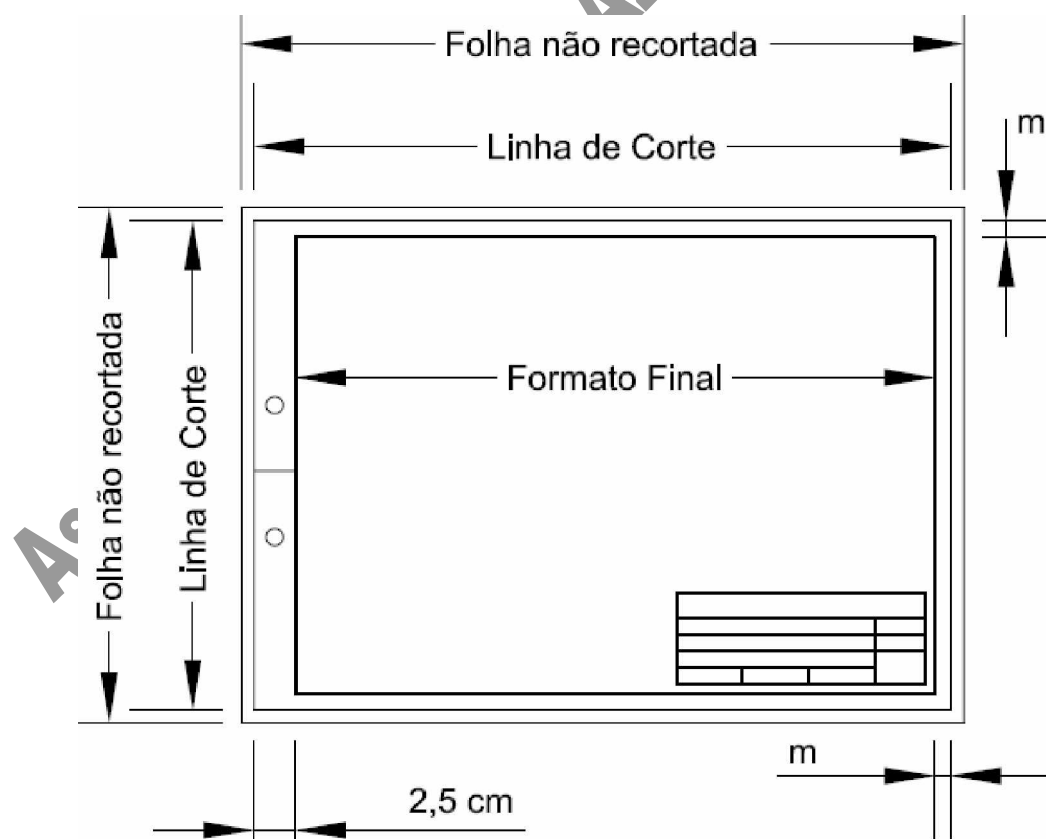 Folha não recortada
m
Linha de Corte
Folha não recortada
Linha de Corte
Formato Final
m
2,5 cm